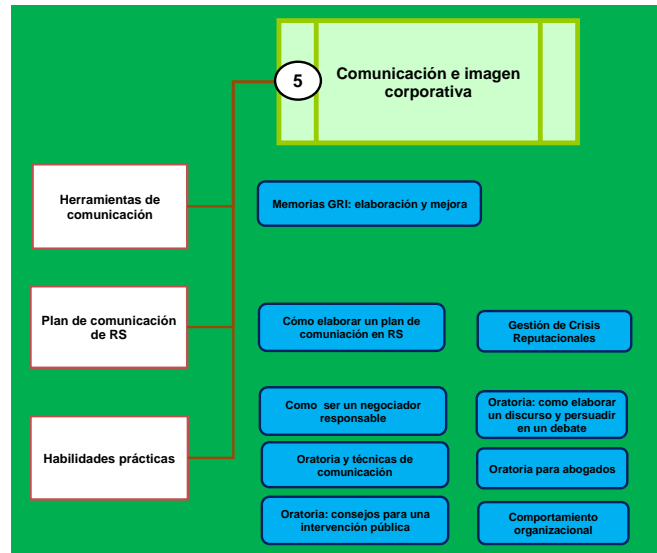 5
Comunicación e imagen
corporativa
Herramientas de
comunicación
Memorias GRI: elaboración y mejora
Plan de comunicación
de RS
Cómo elaborar un plan de
comuniación en RS
Gestión de Crisis
Reputacionales
Habilidades prácticas
Como ser un negociador
responsable
Oratoria: como elaborar
un discurso y persuadir
en un debate
Oratoria y técnicas de
comunicación
Oratoria para abogados
Oratoria: consejos para una
intervención pública
Comportamiento
organizacional